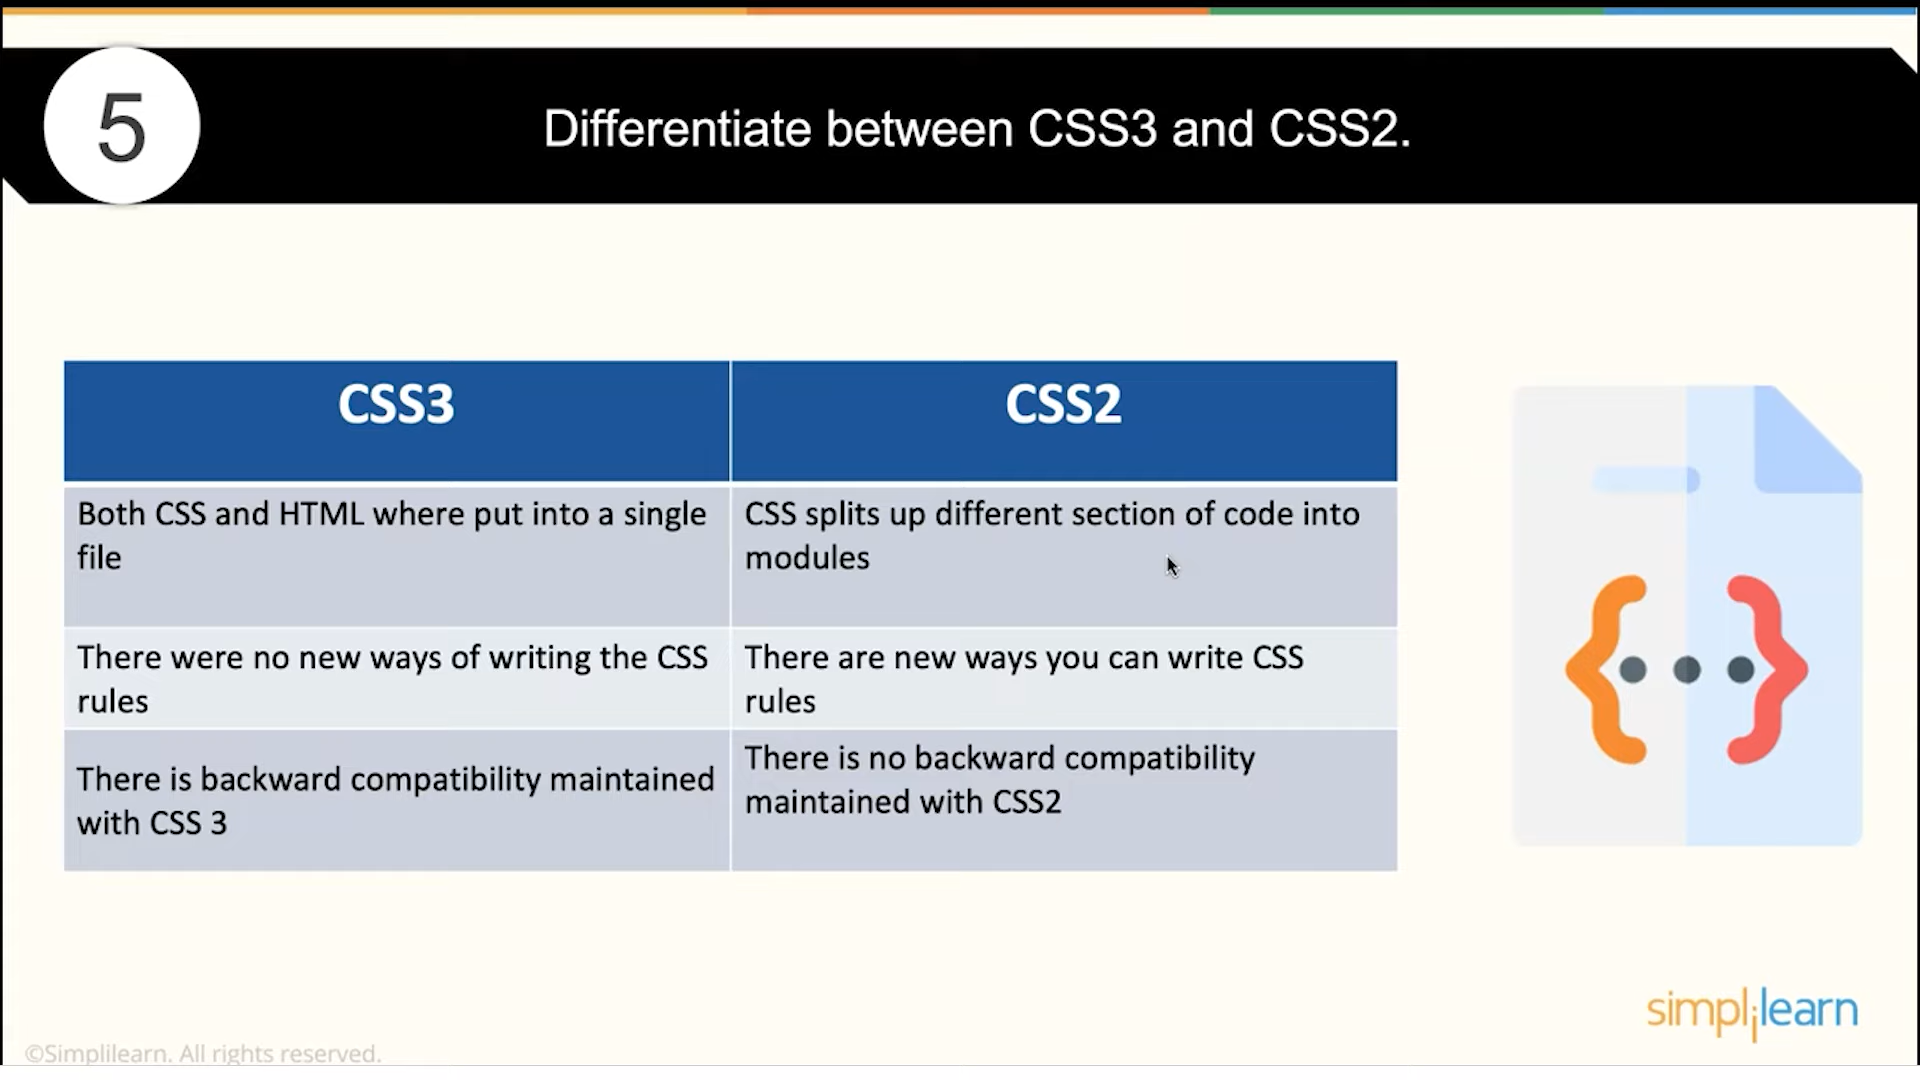 5
Differentiate between CSS3 and CSS2.
CSS3
CSS2
Both CSS and HTML where put into a single
file
CSS splits up different section of code into
modules
There were no new ways of writing the CSS
rules
There are new ways you can write CSS
rules
There is backward compatibility maintained
with CSS 3
There is no backward compatibility
maintained with CSS2
{...}
simplilearn
©Simplilearn. All rights reserved.